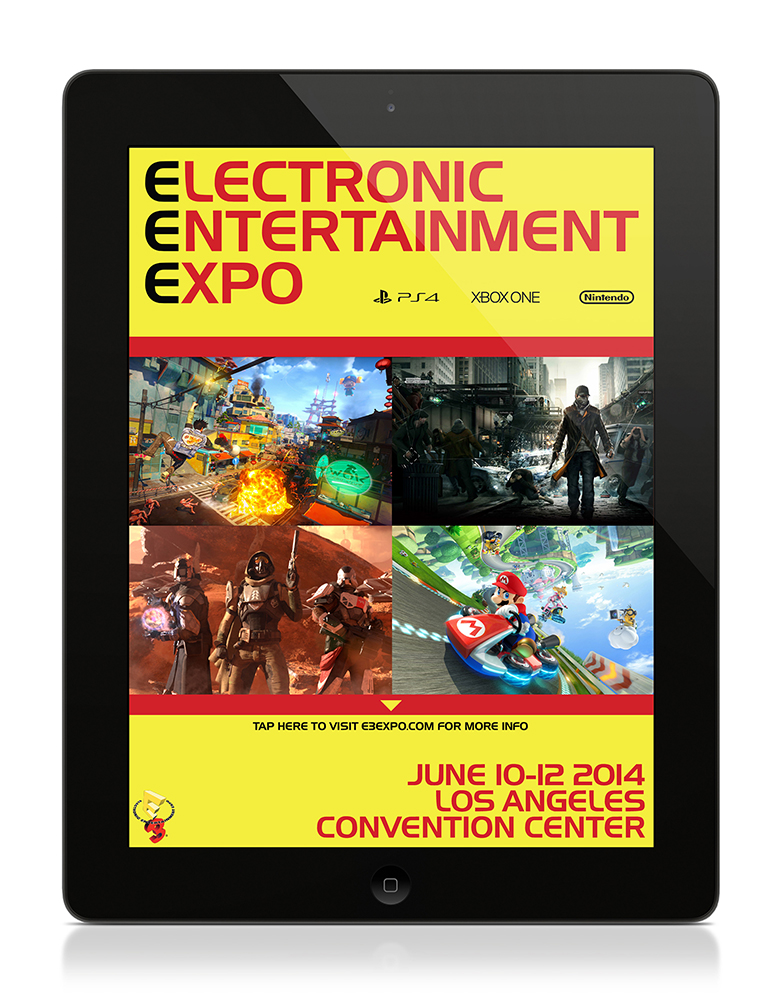 ELECTRONIC
ENTERTAINMENT
EXPO
PS4
XBOX ONE
Nintendo
TAP HERE TO VISIT E3EXPO.COM FOR MORE INFO
JUNE 10-12 2014
LOS ANGELES
CONVENTION CENTER
E3
M